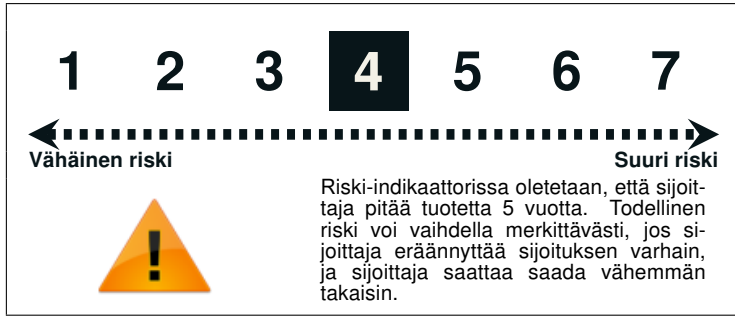 1 2 3 4 5 6 7
Vähäinen riski Suuri riski
Riski-indikaattorissa oletetaan, että sijoit-
taja pitää tuotetta 5 vuotta. Todellinen
riski voi vaihdella merkittävästi, jos si-
joittaja eräännyttää sijoituksen varhain,
ja sijoittaja saattaa saada vähemmän
takaisin.